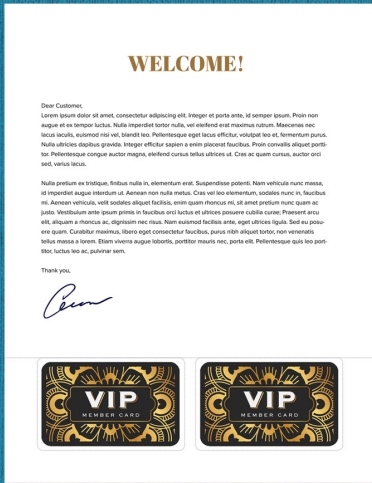 WELCOME!
Dear Customer,
Lorem ipsum dolor sit amet, consectetur adipiscing elit. Integer et porta ante, id semper ipsum. Proin non
augue et ex tempor luctus. Nulla imperdiet tortor nulla, vel eleifend erat maximus rutrum. Maecenas nec
lacus iaculis, euismod nisi vel, blandit leo. Pellentesque eget lacus efficitur, volutpat leo et, fermentum purus.
Nulla ultricies dapibus gravida. Integer efficitur sapien a enim placerat faucibus. Proin convallis aliquet portti-
tor. Pellentesque congue auctor magna, eleifend cursus tellus ultrices ut. Cras ac quam cursus, auctor orci
sed, varius lacus.
Nulla pretium ex tristique, finibus nulla in, elementum erat. Suspendisse potenti. Nam vehicula nunc massa,
id imperdiet augue interdum ut. Aenean non nulla metus. Cras vel leo elementum, sodales nunc in, faucibus
mi. Aenean vehicula, velit sodales aliquet facilisis, enim quam rhoncus mi, sit amet pretium nunc quam ac
justo. Vestibulum ante ipsum primis in faucibus orci luctus et ultrices posuere cubilia curae; Praesent arcu
elit, aliquam a rhoncus ac, dignissim nec risus. Nam euismod facilisis ante, eget ultrices ligula. Sed eu posu-
ere quam. Curabitur maximus, libero eget consectetur faucibus, purus nibh aliquet tortor, non venenatis
tellus massa a lorem. Etiam viverra augue lobortis, porttitor mauris nec, porta elit. Pellentesque quis leo port-
titor, luctus leo ac, pulvinar sem.
Thank you,
VIP
MEMBER CARD
VIP
MEMBER CARD